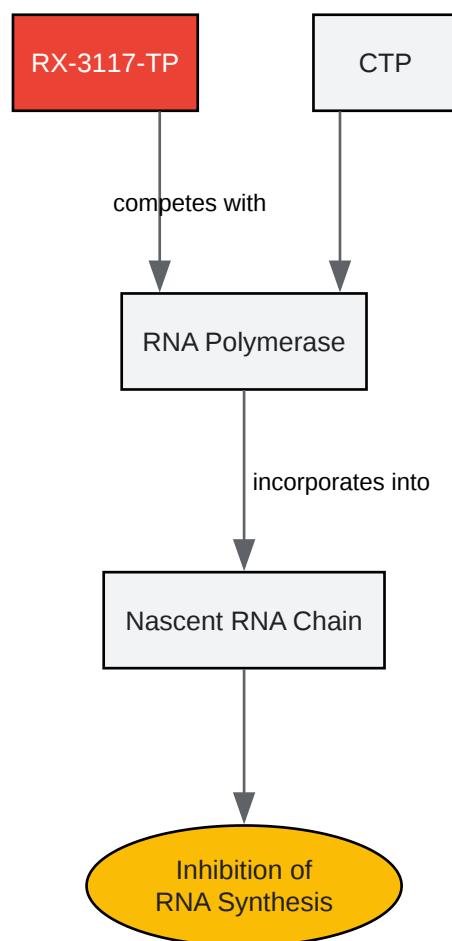 RX-3117-TP
CTP
competes with
RNA Polymerase
incorporates into
Nascent RNA Chain
Inhibition of
RNA Synthesis